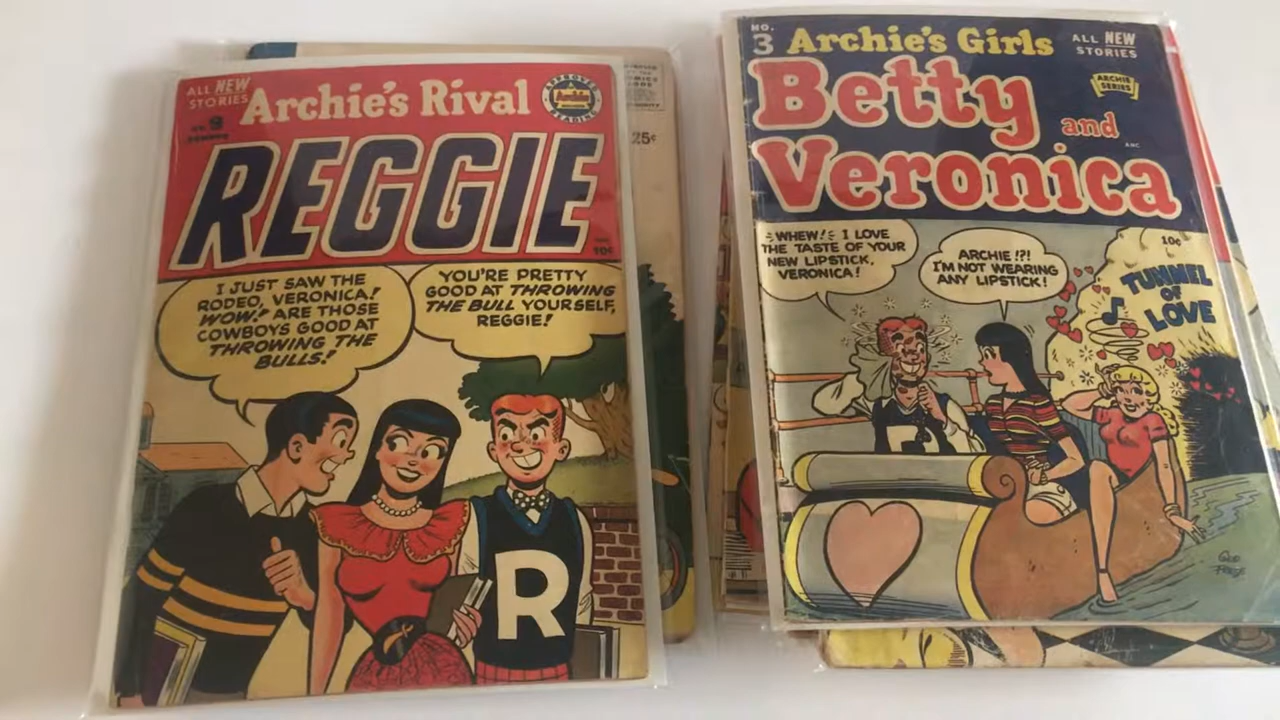 ALL NEW
STORIES
Archie's Rival
APPROVED
Archie
READING
REGGIE
10¢
I JUST SAW THE
RODEO, VERONICA!
WOW! ARE THOSE
COWBOYS GOOD AT
THROWING THE
BULLS!
YOU'RE PRETTY
GOOD AT THROWING
THE BULL YOURSELF,
REGGIE!
R
25¢
NO.
3
Archie's Girls
ALL NEW
STORIES
Betty
and
Veronica
ARCHIE
SERIES
WHEW! I LOVE
THE TASTE OF YOUR
NEW LIPSTICK,
VERONICA!
ARCHIE!?!
I'M NOT WEARING
ANY LIPSTICK!
10¢
TUNNEL
OF
LOVE